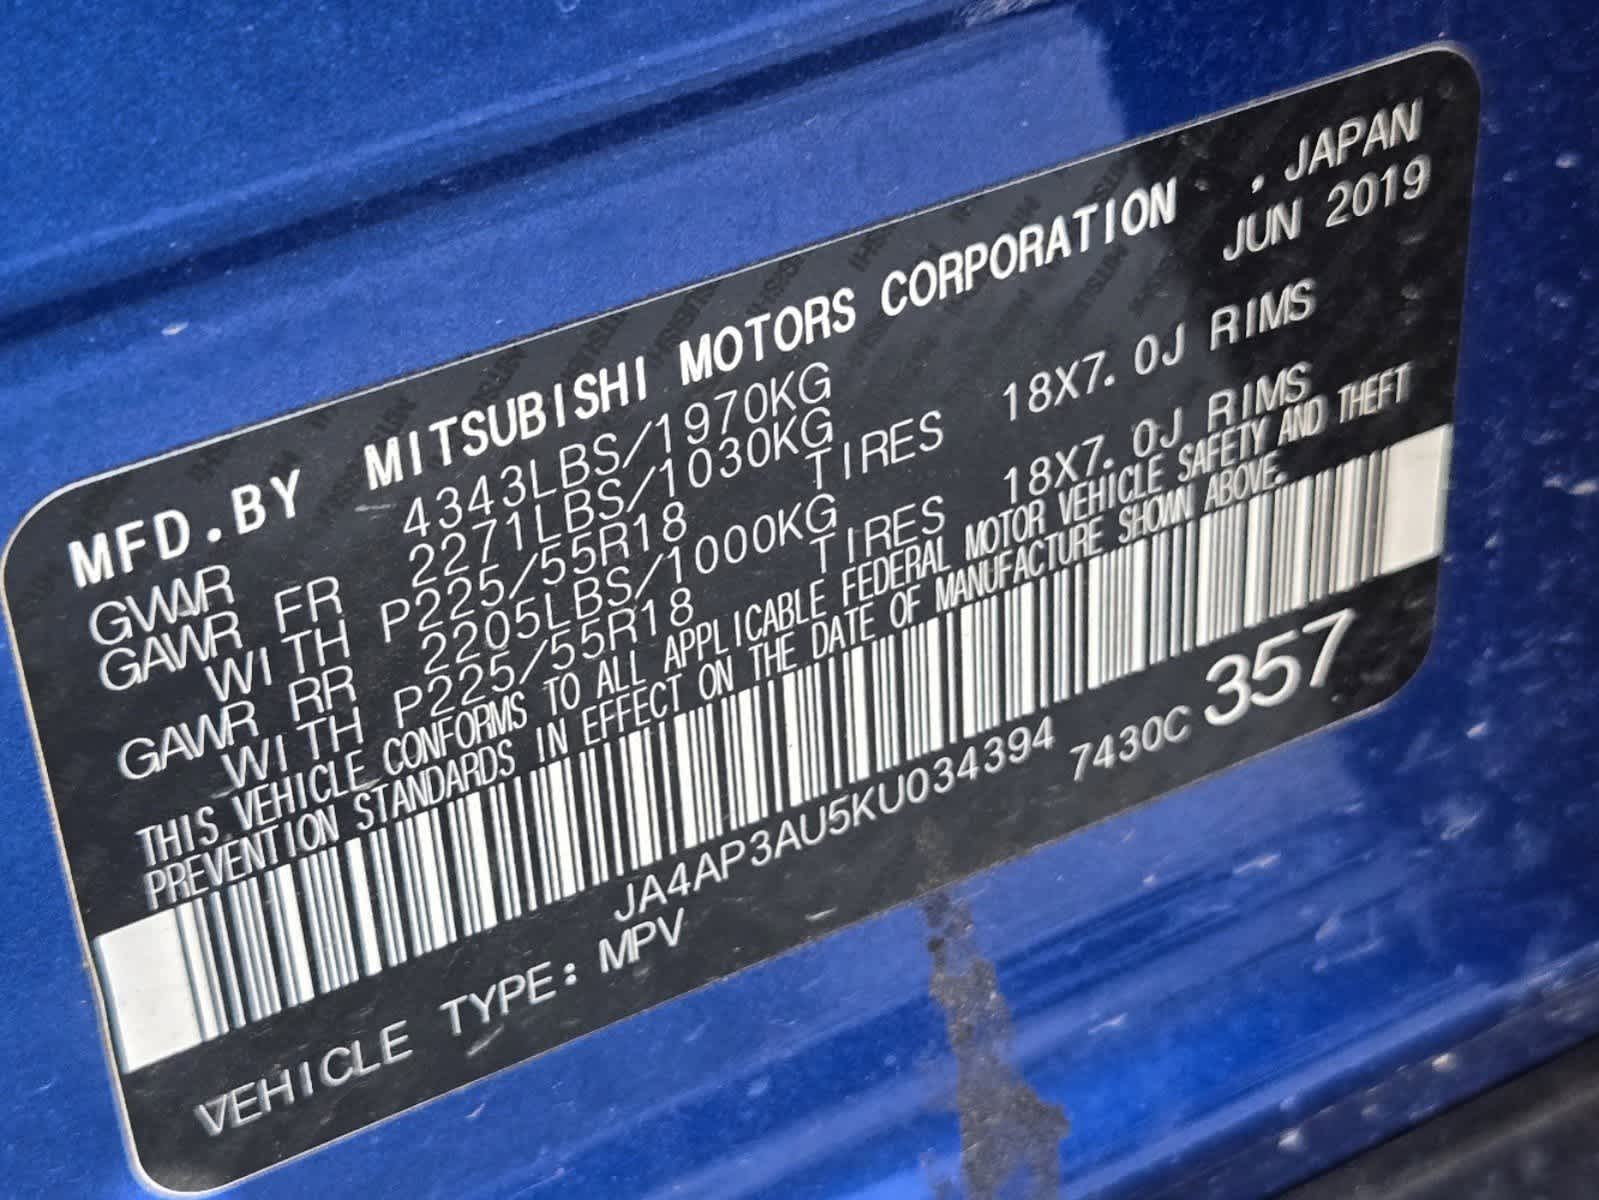 MFD.BY MITSUBISHI MOTORS CORPORATION , JAPAN
JUN 2019
GVWR 4343LBS/1970KG
GAWR FR 2271LBS/1030KG
WITH P225/55R18 TIRES 18X7.0J RIMS
GAWR RR 2205LBS/1000KG
WITH P225/55R18 TIRES 18X7.0J RIMS
THIS VEHICLE CONFORMS TO ALL APPLICABLE FEDERAL MOTOR VEHICLE SAFETY AND THEFT
PREVENTION STANDARDS IN EFFECT ON THE DATE OF MANUFACTURE SHOWN ABOVE.
JA4AP3AU5KU034394 7430C 357
VEHICLE TYPE: MPV